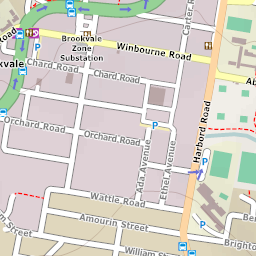 Brookvale
Zone
Substation
Winbourne Road
Carter Road
Chard Road
Chard Road
Harbord Road
Orchard Road
Orchard Road
Ada Avenue
Ethel Avenue
Wattle Road
Amourin Street
William Street
P
P
P
P